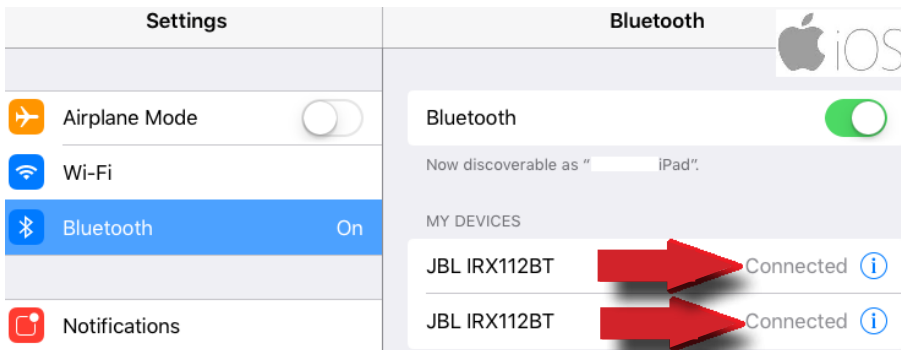 Settings
Airplane Mode
Wi-Fi
Bluetooth On
Notifications
Bluetooth
iOS
Bluetooth
Now discoverable as “ iPad”.
MY DEVICES
JBL IRX112BT Connected
JBL IRX112BT Connected